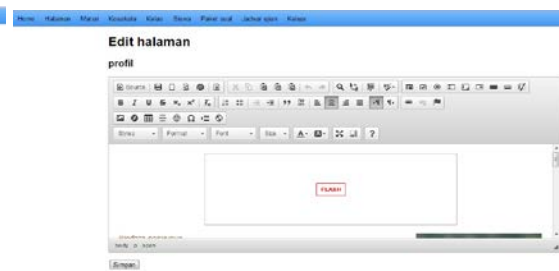 Home Halaman Materi Kosakata Kelas Siswa Paket soal Jadwal ujian Keluar
Edit halaman
profil
Source
Styles Format Font Size
FLASH
body p span
Simpan